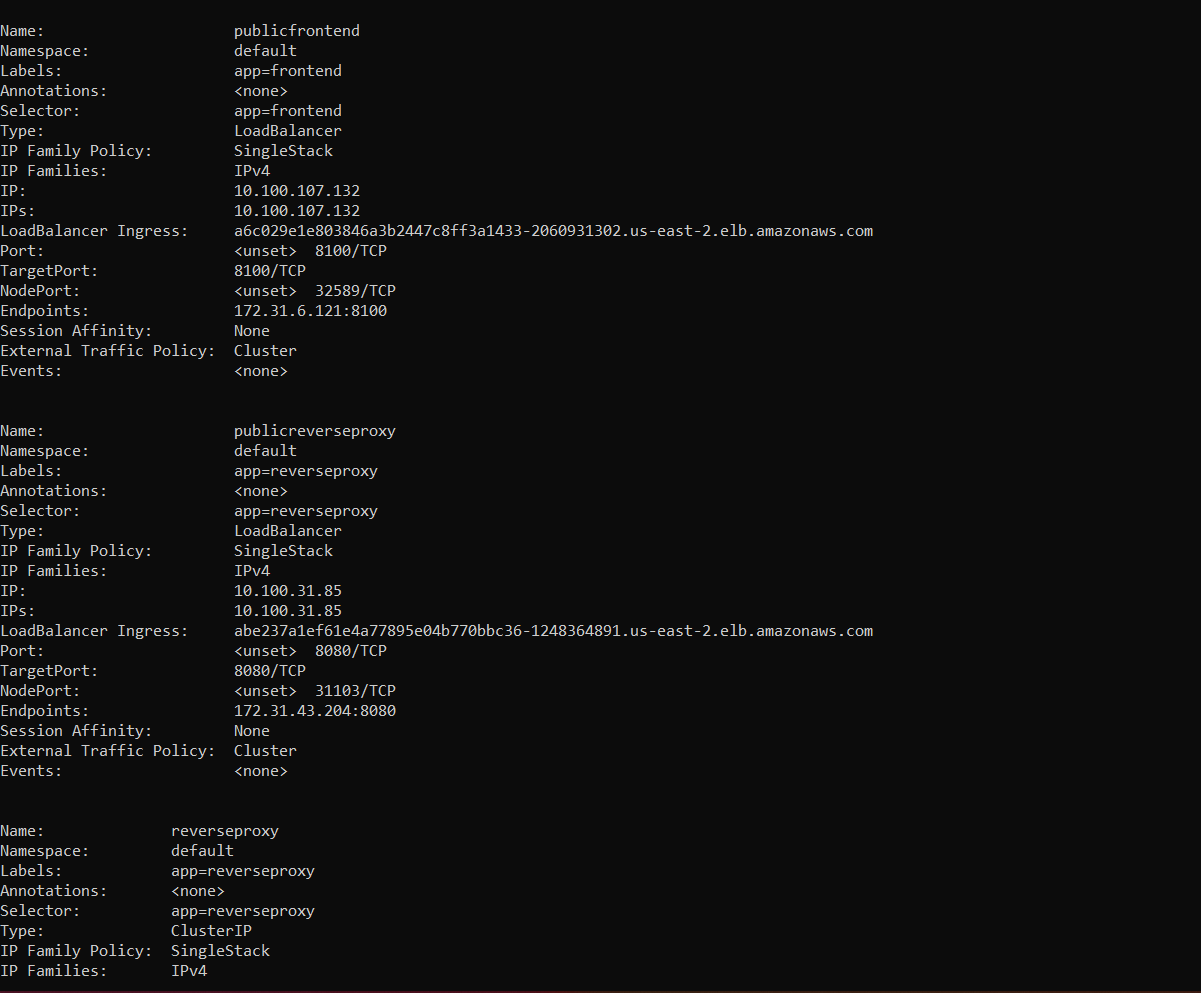 Name:                     publicfrontend
Namespace:                default
Labels:                   app=frontend
Annotations:              <none>
Selector:                 app=frontend
Type:                     LoadBalancer
IP Family Policy:         SingleStack
IP Families:              IPv4
IP:                       10.100.107.132
IPs:                      10.100.107.132
LoadBalancer Ingress:     a6c029e1e803846a3b2447c8ff3a1433-2060931302.us-east-2.elb.amazonaws.com
Port:                     <unset>  8100/TCP
TargetPort:               8100/TCP
NodePort:                 <unset>  32589/TCP
Endpoints:                172.31.6.121:8100
Session Affinity:         None
External Traffic Policy:  Cluster
Events:                   <none>
Name:                     publicreverseproxy
Namespace:                default
Labels:                   app=reverseproxy
Annotations:              <none>
Selector:                 app=reverseproxy
Type:                     LoadBalancer
IP Family Policy:         SingleStack
IP Families:              IPv4
IP:                       10.100.31.85
IPs:                      10.100.31.85
LoadBalancer Ingress:     abe237a1ef61e4a77895e04b770bbc36-1248364891.us-east-2.elb.amazonaws.com
Port:                     <unset>  8080/TCP
TargetPort:               8080/TCP
NodePort:                 <unset>  31103/TCP
Endpoints:                172.31.43.204:8080
Session Affinity:         None
External Traffic Policy:  Cluster
Events:                   <none>
Name:              reverseproxy
Namespace:         default
Labels:            app=reverseproxy
Annotations:       <none>
Selector:          app=reverseproxy
Type:              ClusterIP
IP Family Policy:  SingleStack
IP Families:       IPv4